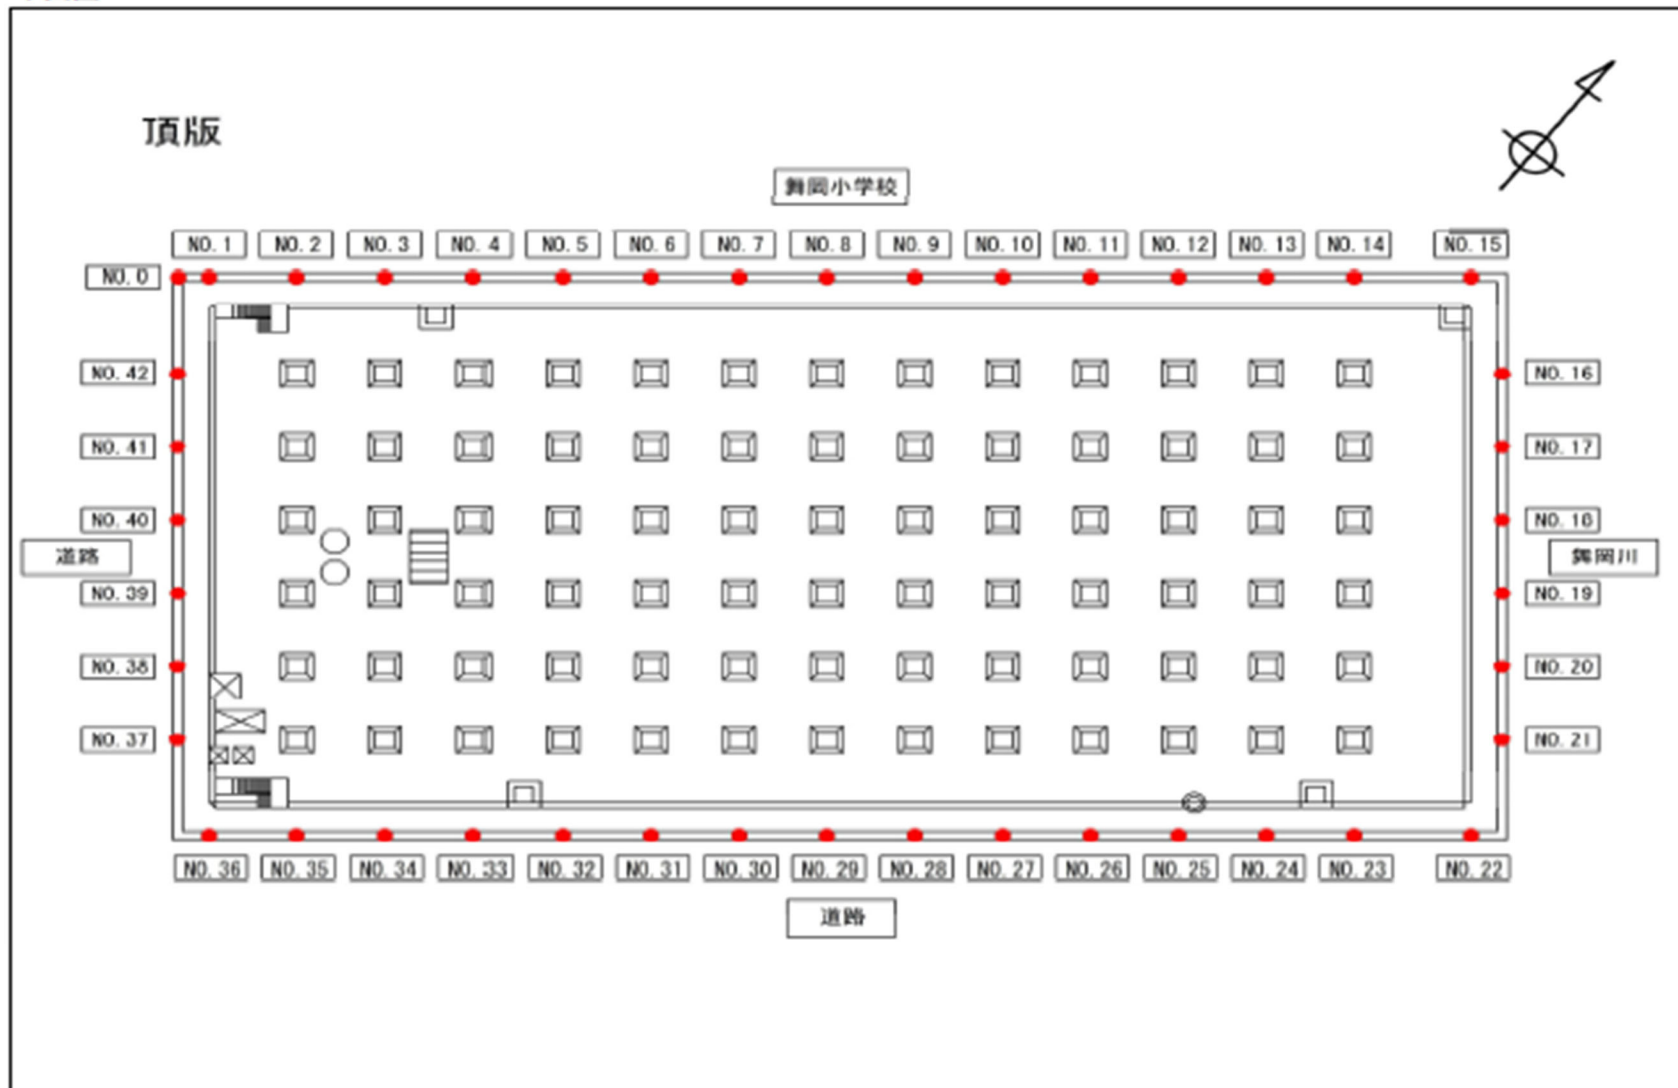 頂版
舞岡小学校
NO. 1 NO. 2 NO. 3 NO. 4 NO. 5 NO. 6 NO. 7 NO. 8 NO. 9 NO. 10 NO. 11 NO. 12 NO. 13 NO. 14 NO. 15
NO. 0
NO. 42 NO. 16
NO. 41 NO. 17
NO. 40 NO. 18
道路 舞岡川
NO. 39 NO. 19
NO. 38 NO. 20
NO. 37 NO. 21
NO. 36 NO. 35 NO. 34 NO. 33 NO. 32 NO. 31 NO. 30 NO. 29 NO. 28 NO. 27 NO. 26 NO. 25 NO. 24 NO. 23 NO. 22
道路